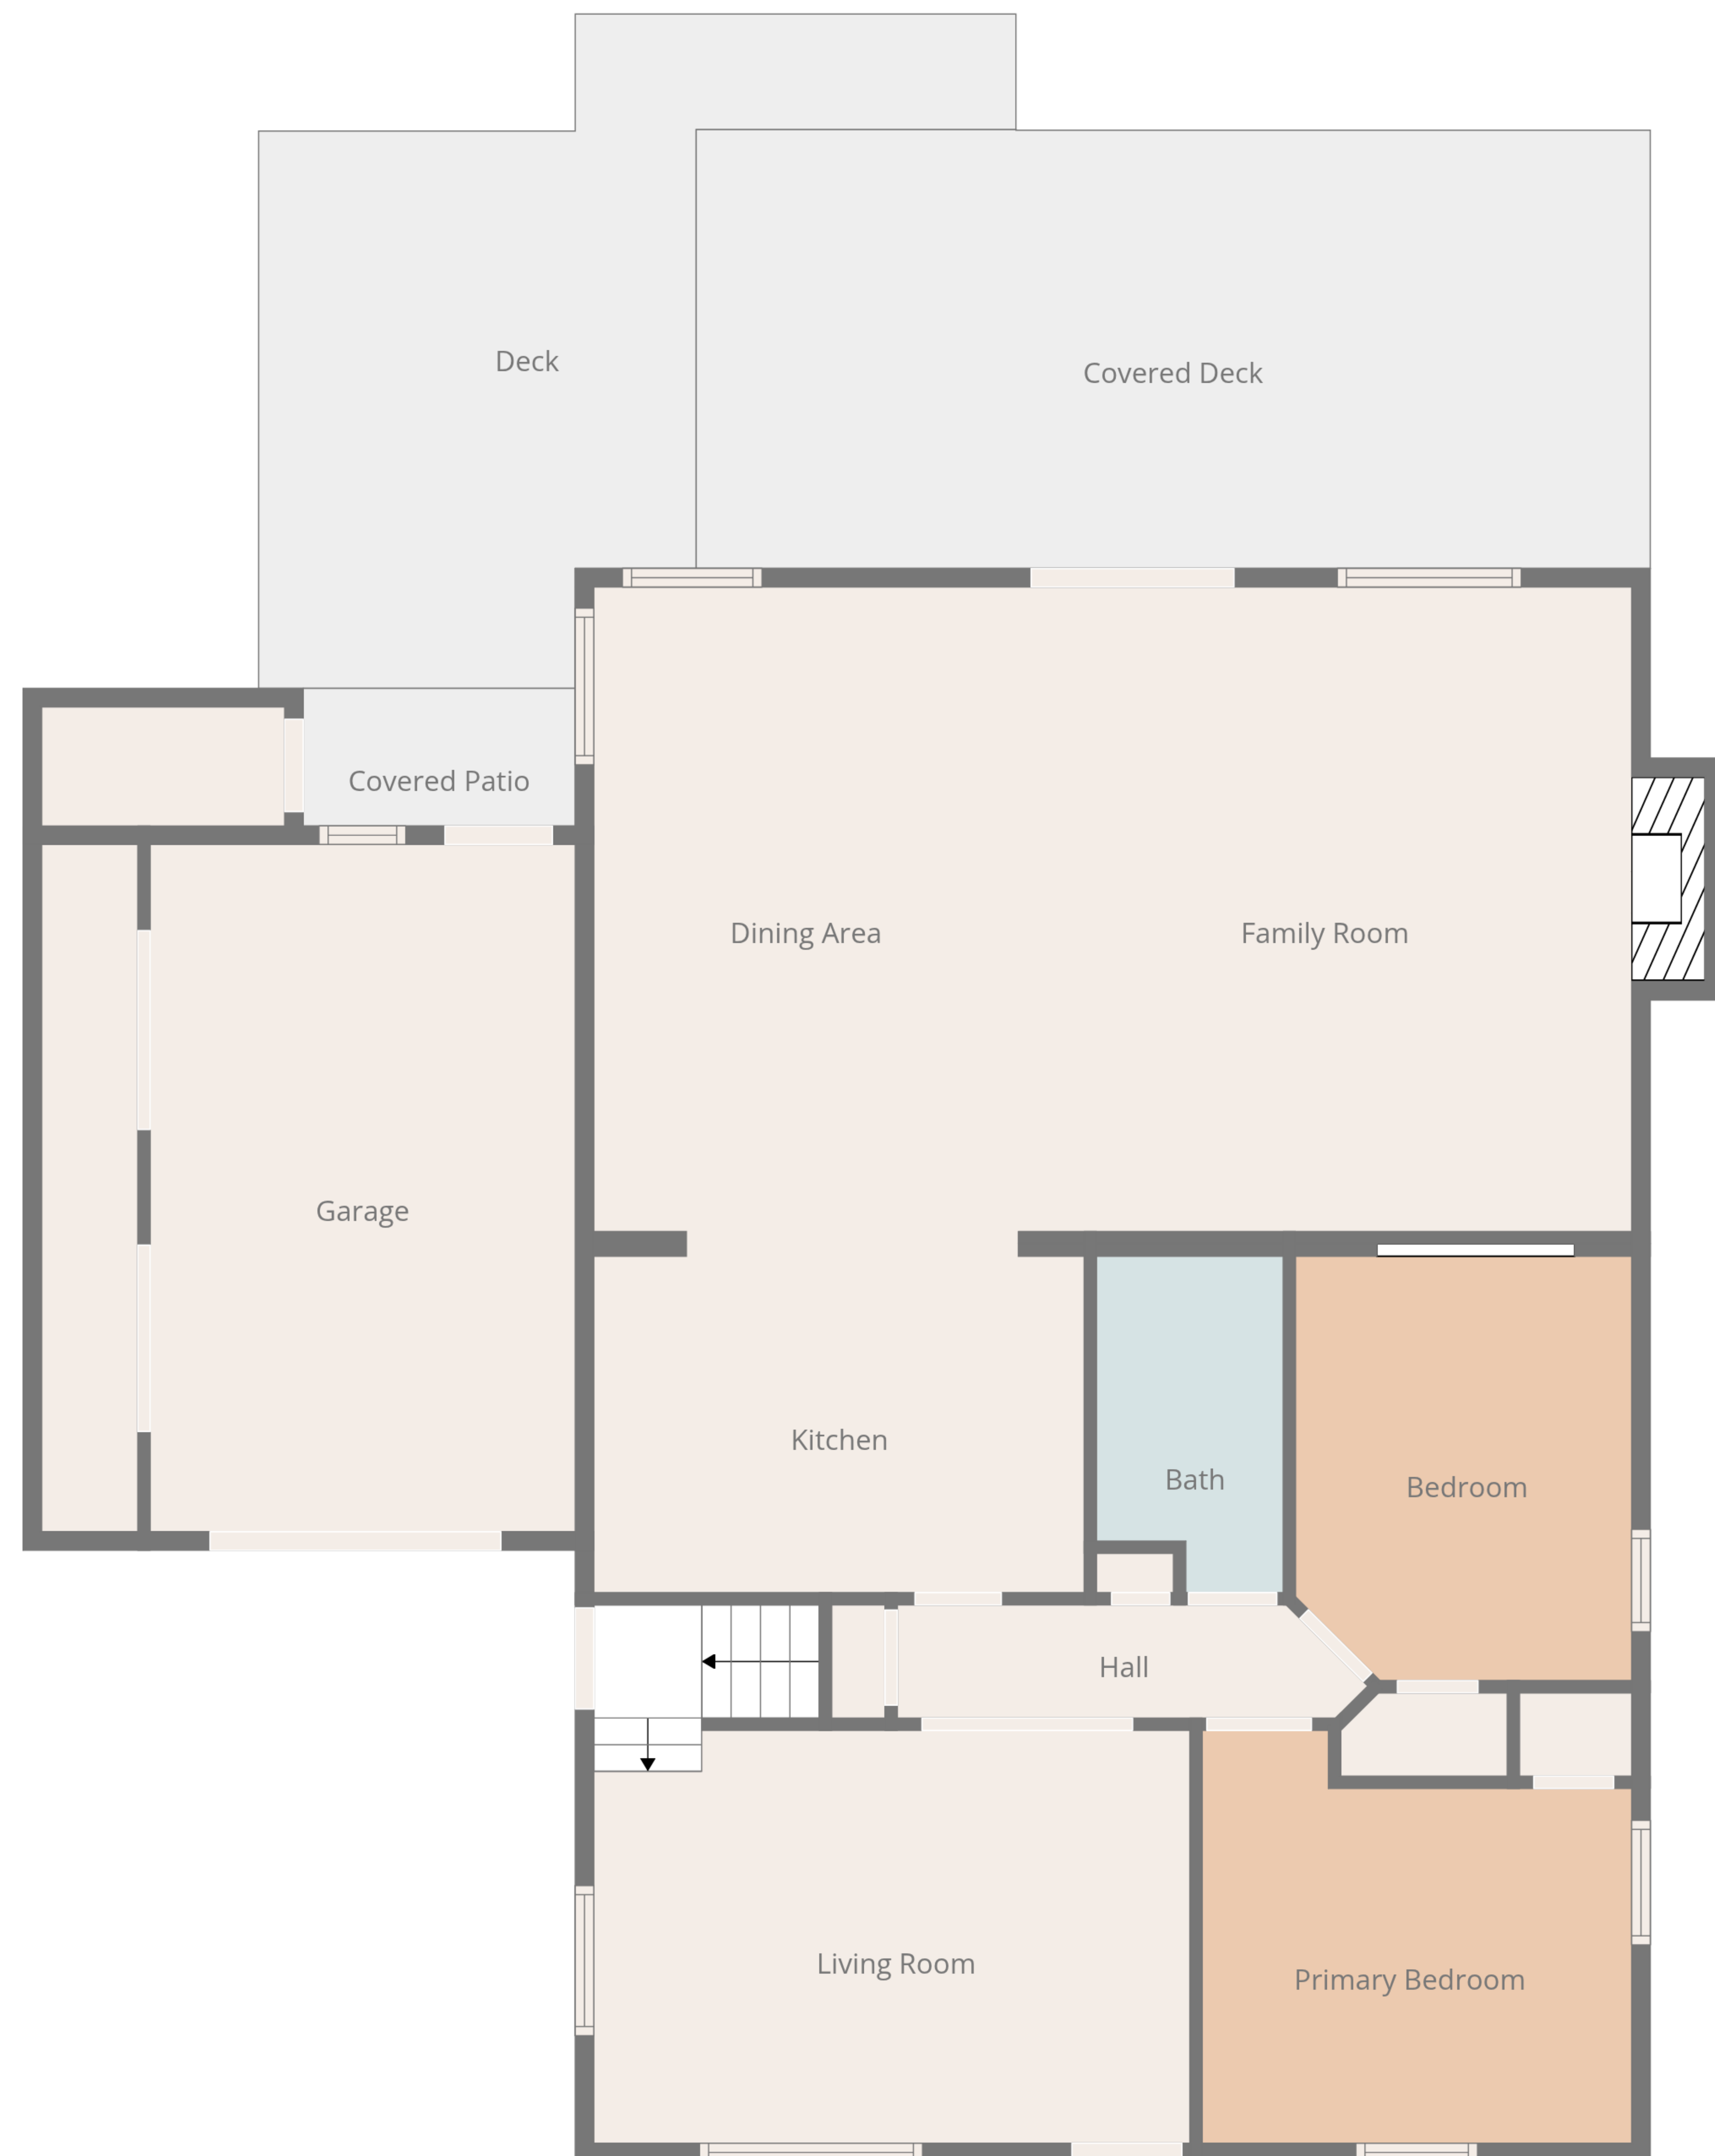 Deck
Covered Deck
Covered Patio
Dining Area
Family Room
Garage
Kitchen
Bath
Bedroom
Hall
Living Room
Primary Bedroom